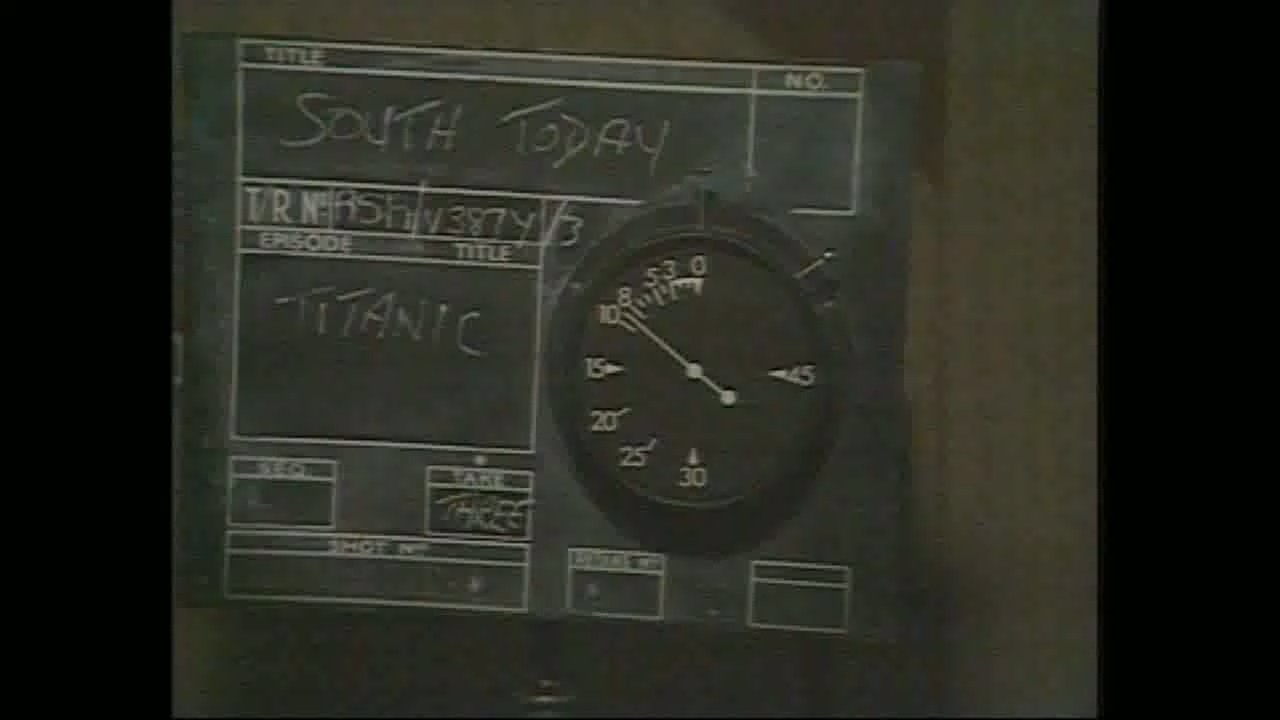 TITLE
NO.
SOUTH TODAY
T/R Nº
EPISODE TITLE
TITANIC
0
3
5
8
10
15
20
25
30
45
SEQ.
TAKE
THREE
SHOT Nº